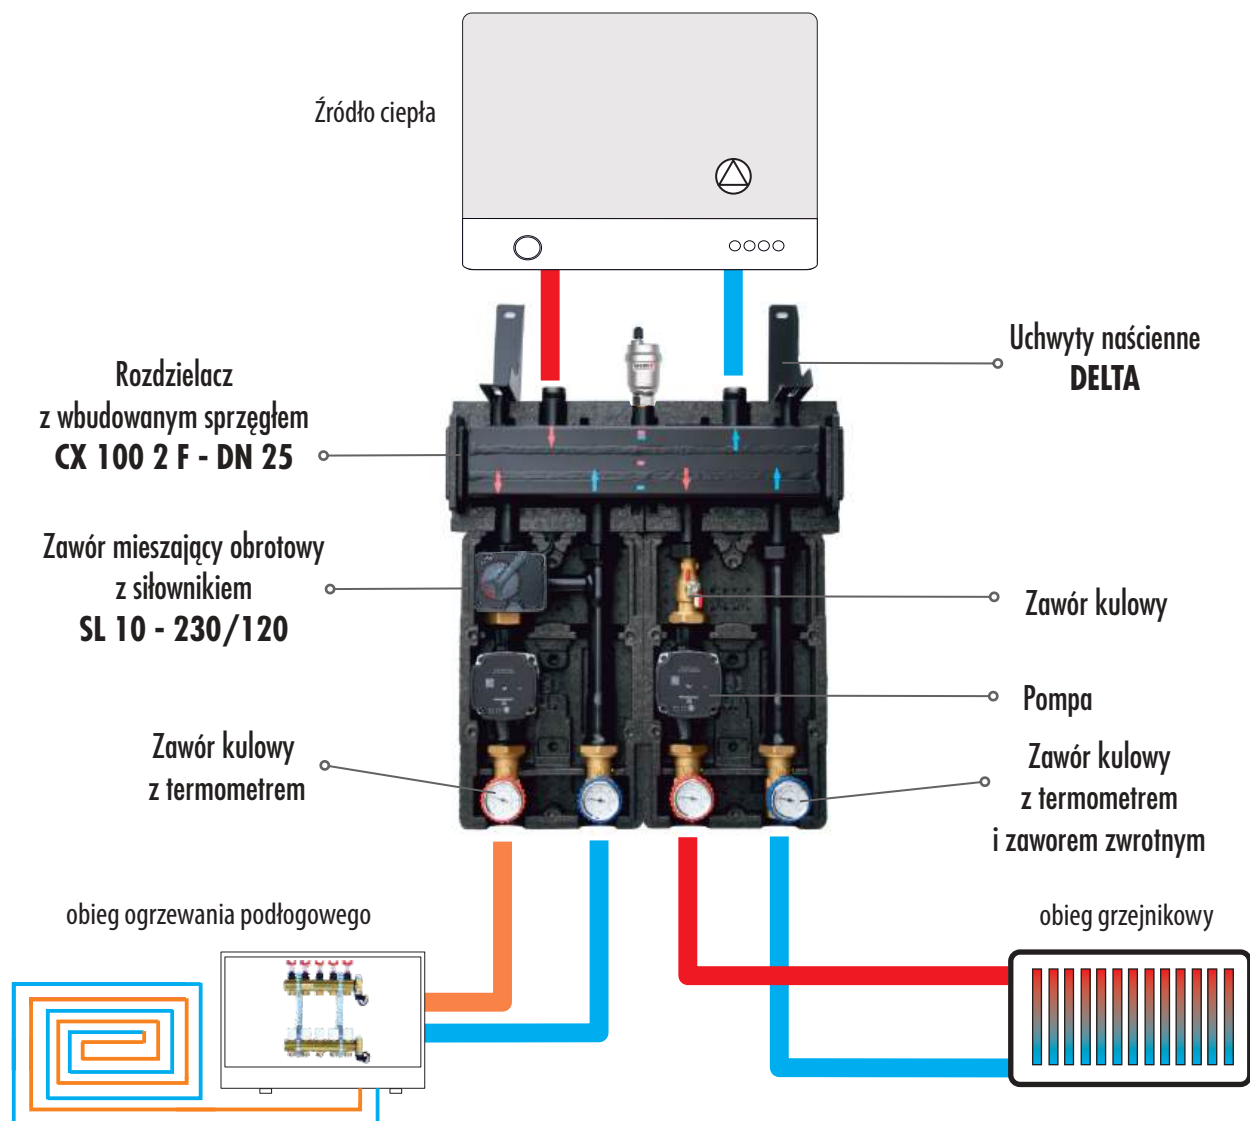 Źródło ciepła
Uchwyty naścienne
DELTA
Rozdzielacz
z wbudowanym sprzęgłem
CX 100 2 F - DN 25
Zawór mieszający obrotowy
z siłownikiem
SL 10 - 230/120
Zawór kulowy
Pompa
Zawór kulowy
z termometrem
Zawór kulowy
z termometrem
i zaworem zwrotnym
obieg ogrzewania podłogowego
obieg grzejnikowy